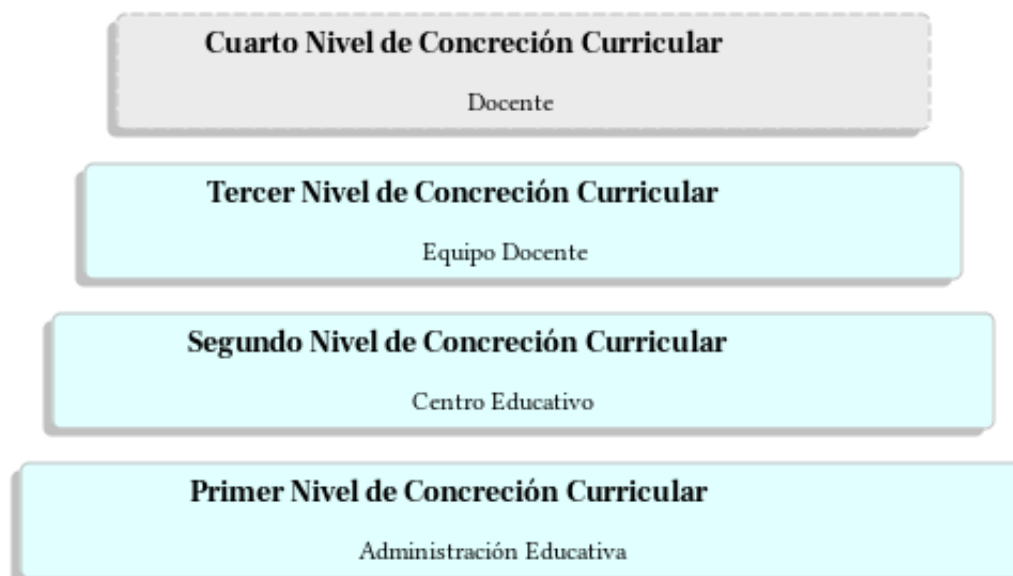 Cuarto Nivel de Concreción Curricular
Docente
Tercer Nivel de Concreción Curricular
Equipo Docente
Segundo Nivel de Concreción Curricular
Centro Educativo
Primer Nivel de Concreción Curricular
Administración Educativa